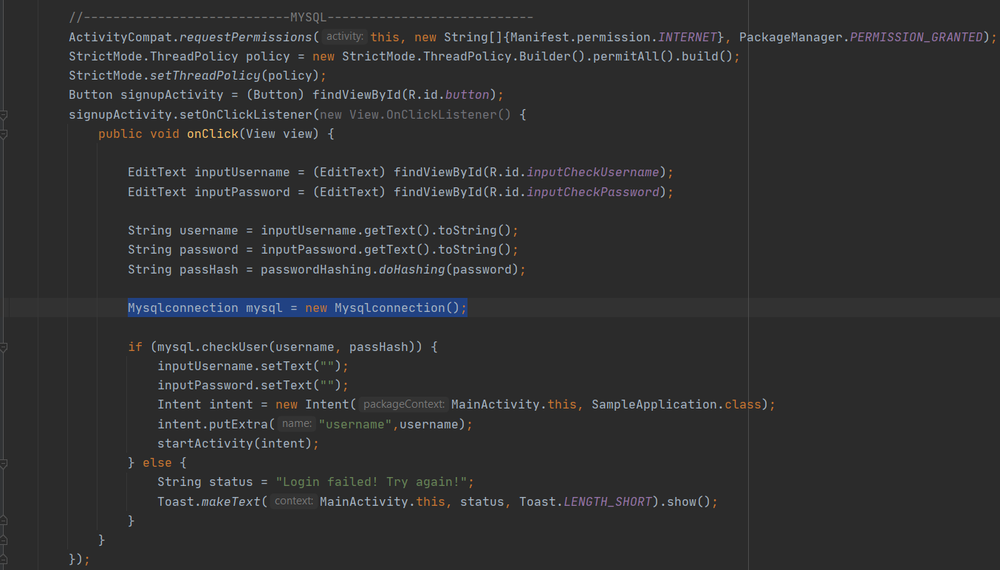 //----------------------------MYSQL----------------------------
ActivityCompat.requestPermissions( activity: this, new String[]{Manifest.permission.INTERNET}, PackageManager.PERMISSION_GRANTED);
StrictMode.ThreadPolicy policy = new StrictMode.ThreadPolicy.Builder().permitAll().build();
StrictMode.setThreadPolicy(policy);
Button signupActivity = (Button) findViewById(R.id.button);
signupActivity.setOnClickListener(new View.OnClickListener() {
public void onClick(View view) {
EditText inputUsername = (EditText) findViewById(R.id.inputCheckUsername);
EditText inputPassword = (EditText) findViewById(R.id.inputCheckPassword);
String username = inputUsername.getText().toString();
String password = inputPassword.getText().toString();
String passHash = passwordHashing.doHashing(password);
Mysqlconnection mysql = new Mysqlconnection();
if (mysql.checkUser(username, passHash)) {
inputUsername.setText("");
inputPassword.setText("");
Intent intent = new Intent( packageContext: MainActivity.this, SampleApplication.class);
intent.putExtra( name: "username",username);
startActivity(intent);
} else {
String status = "Login failed! Try again!";
Toast.makeText( context: MainActivity.this, status, Toast.LENGTH_SHORT).show();
}
}
});